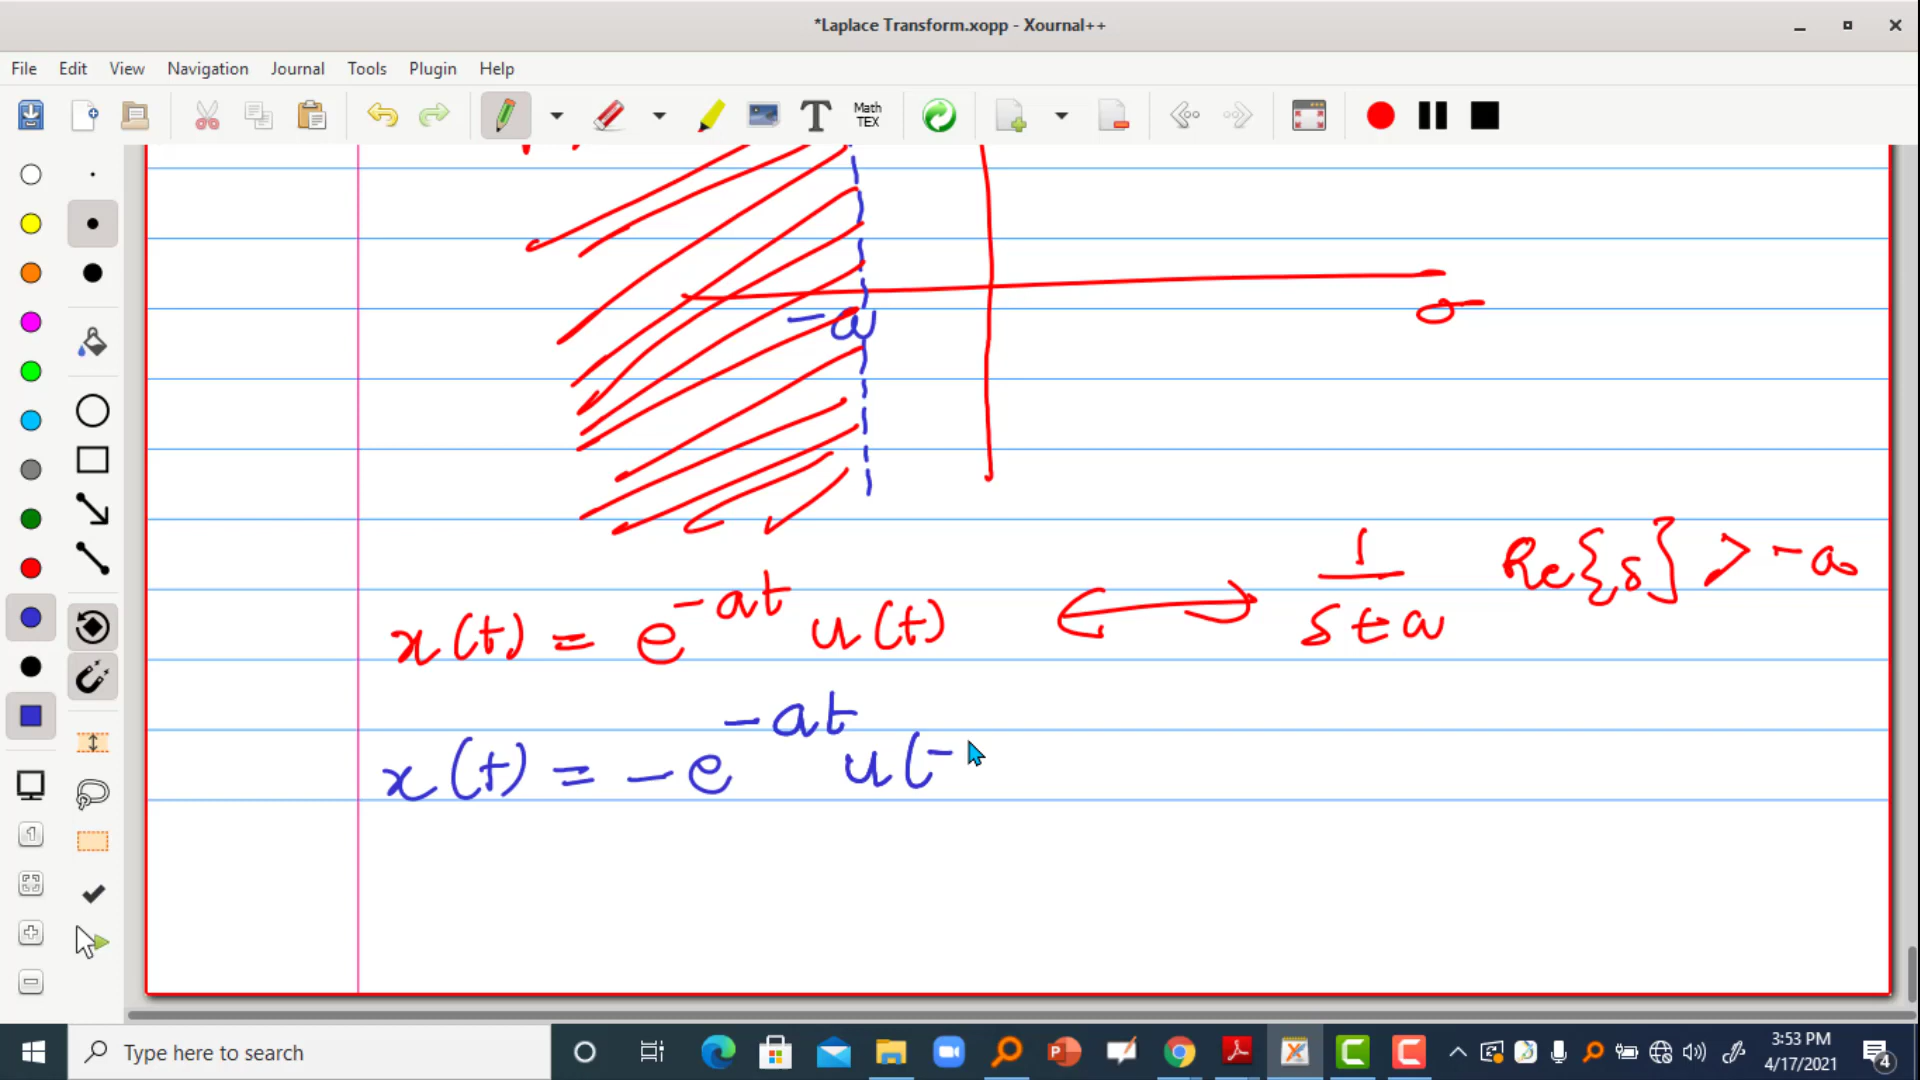 *Laplace Transform.xopp - Xournal++
File Edit View Navigation Journal Tools Plugin Help
Math
TEX
-a
σ
x(t) = e^{-at} u(t) ⟷ 1/(s+a) Re{s} > -a.
x(t) = -e^{-at} u(-
Type here to search
3:53 PM
4/17/2021
4